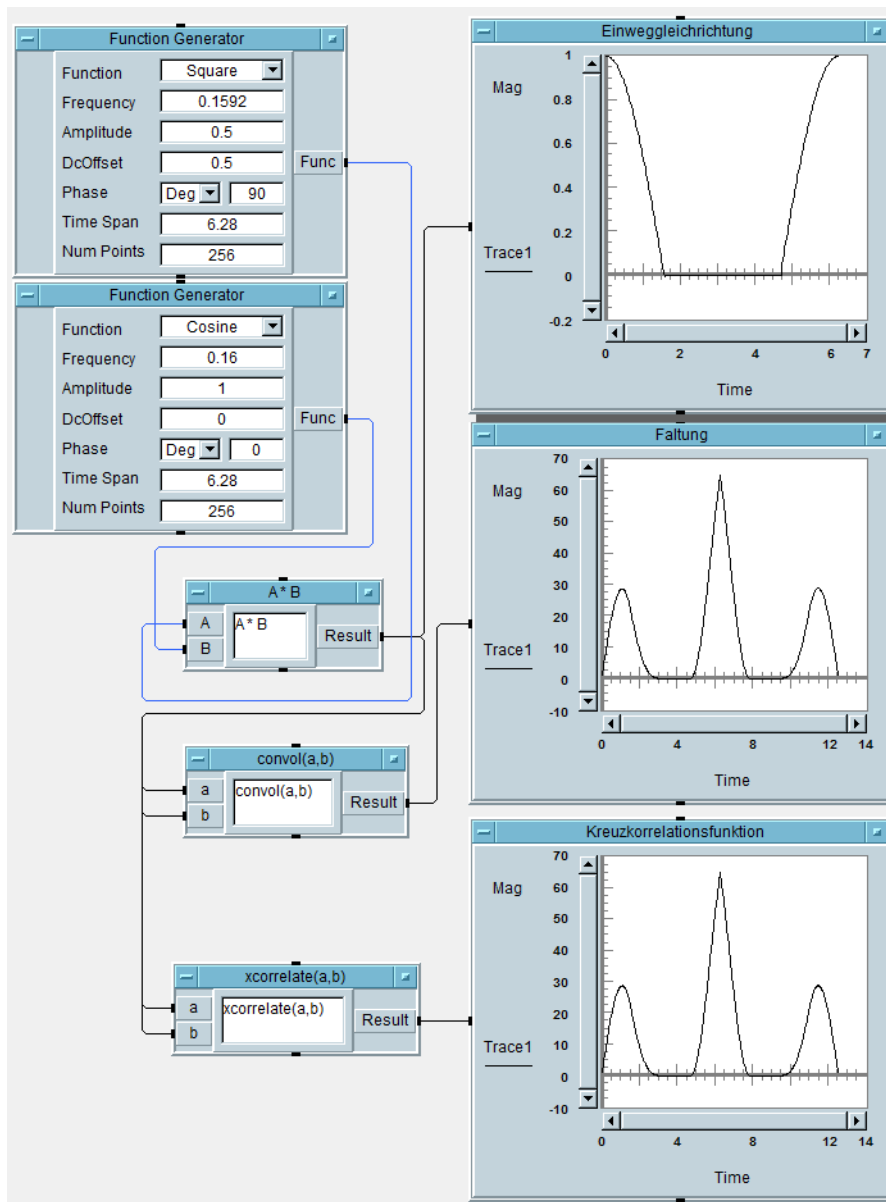 Function Generator
Function Square
Frequency 0.1592
Amplitude 0.5
DcOffset 0.5
Phase Deg 90
Time Span 6.28
Num Points 256
Func
Function Generator
Function Cosine
Frequency 0.16
Amplitude 1
DcOffset 0
Phase Deg 0
Time Span 6.28
Num Points 256
Func
A* B
A
B
A* B
Result
convol(a,b)
a
b
convol(a,b)
Result
xcorrelate(a,b)
a
b
xcorrelate(a,b)
Result
Einweggleichrichtung
Mag
Trace1
1
0.8
0.6
0.4
0.2
0
-0.2
0 2 4 6 7
Time
Faltung
Mag
Trace1
70
60
50
40
30
20
10
0
-10
0 4 8 12 14
Time
Kreuzkorrelationsfunktion
Mag
Trace1
70
60
50
40
30
20
10
0
-10
0 4 8 12 14
Time